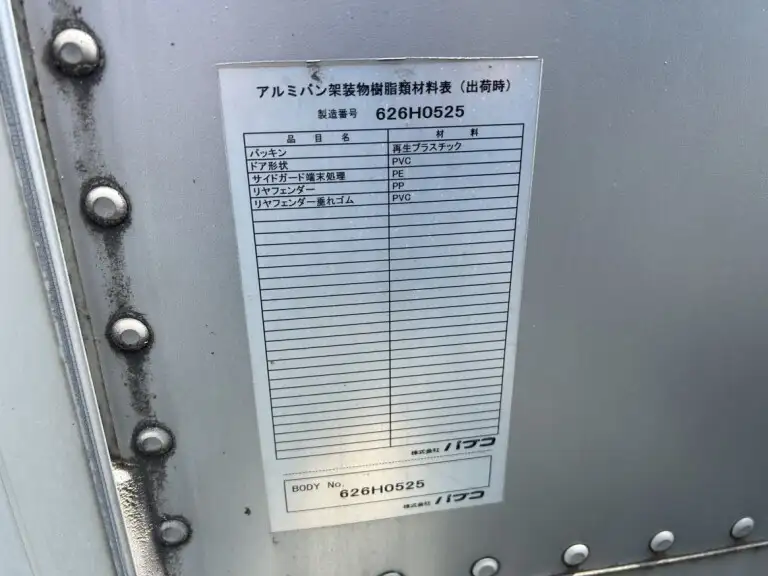 アルミバン架装物樹脂類材料表（出荷時）
製造番号 626H0525
品目名 材料
パッキン 再生プラスチック
ドア形状 PVC
サイドガード端末処理 PE
リヤフェンダー PP
リヤフェンダー垂れゴム PVC
株式会社 パブコ
BODY No. 626H0525
株式会社 パブコ